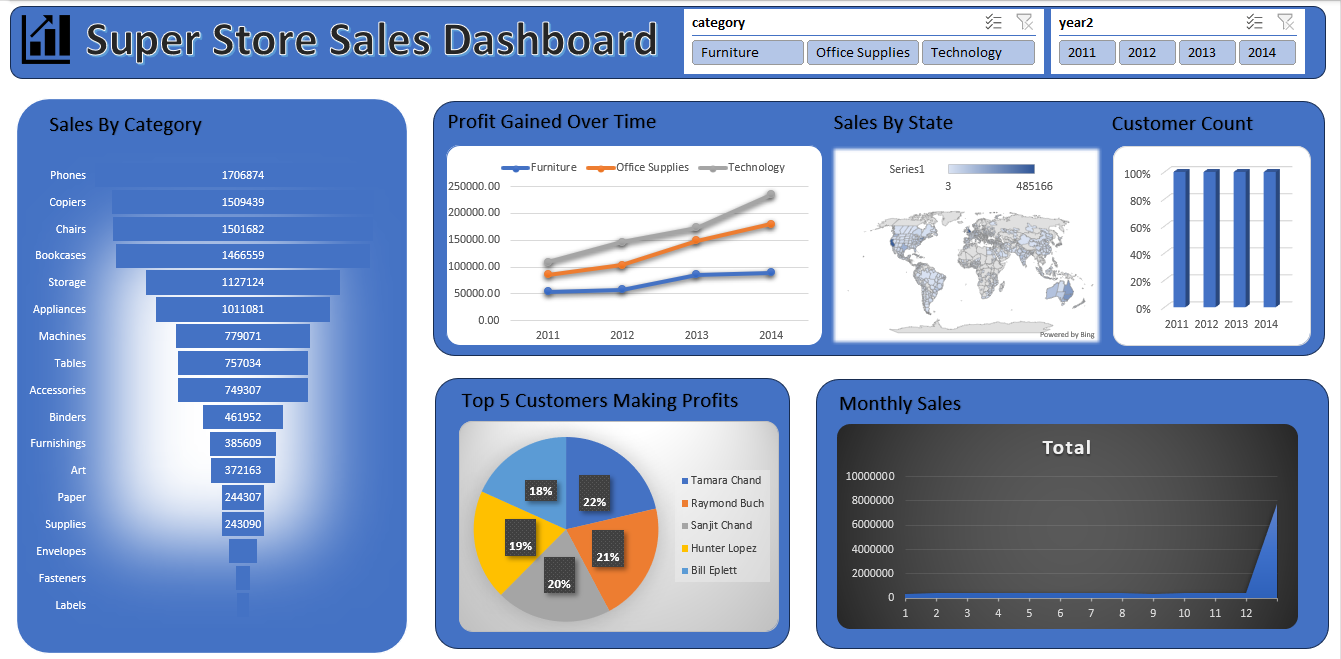 Super Store Sales Dashboard
category
Furniture
Office Supplies
Technology
year2
2011
2012
2013
2014
Sales By Category
Phones 1706874
Copiers 1509439
Chairs 1501682
Bookcases 1466559
Storage 1127124
Appliances 1011081
Machines 779071
Tables 757034
Accessories 749307
Binders 461952
Furnishings 385609
Art 372163
Paper 244307
Supplies 243090
Envelopes
Fasteners
Labels
Profit Gained Over Time
Furniture Office Supplies Technology
250000.00
200000.00
150000.00
100000.00
50000.00
0.00
2011 2012 2013 2014
Sales By State
Series1
3 485166
Powered by Bing
Customer Count
100%
80%
60%
40%
20%
0%
2011 2012 2013 2014
Top 5 Customers Making Profits
18%
22%
19%
21%
20%
Tamara Chand
Raymond Buch
Sanjit Chand
Hunter Lopez
Bill Eplett
Monthly Sales
Total
10000000
8000000
6000000
4000000
2000000
0
1 2 3 4 5 6 7 8 9 10 11 12